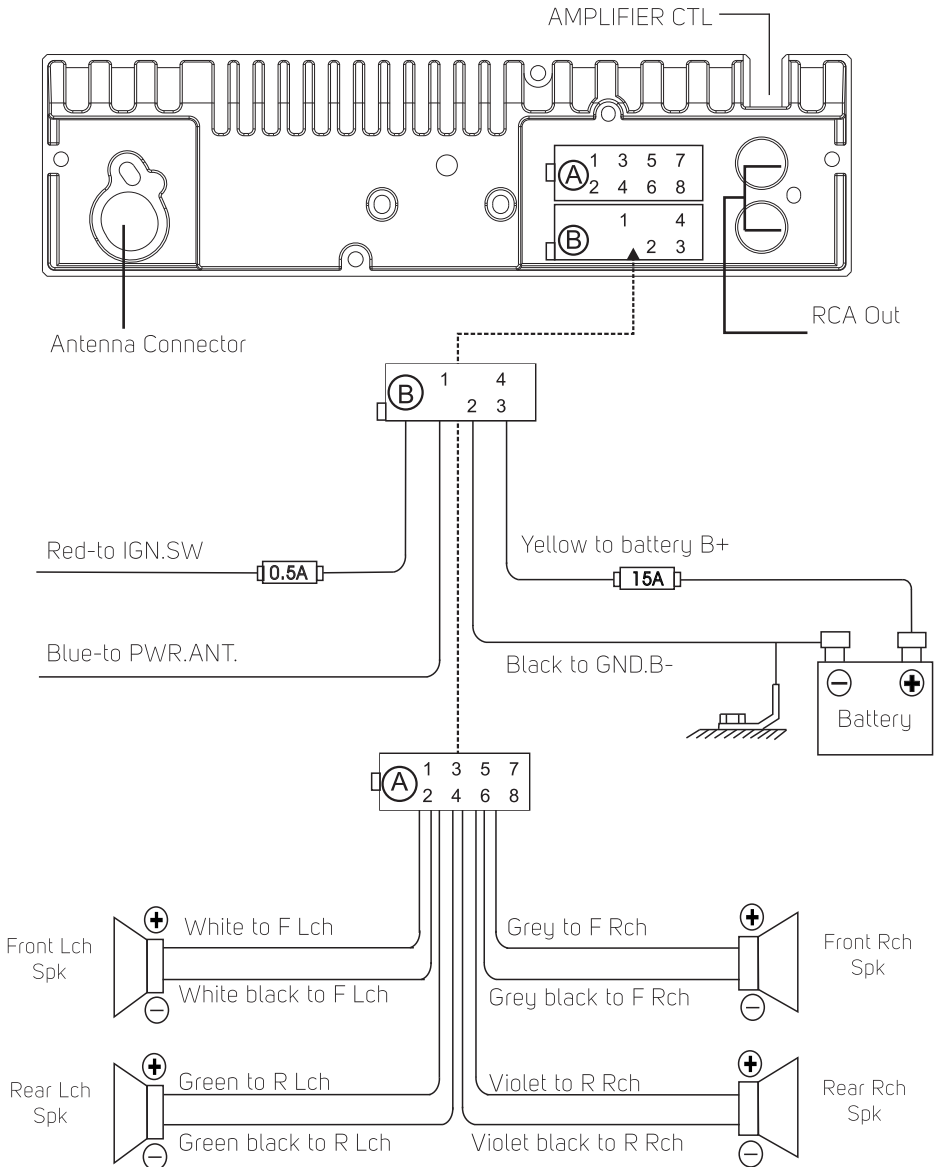 AMPLIFIER CTL
A
1 3 5 7
2 4 6 8
B
1 4
2 3
RCA Out
Antenna Connector
B
1 4
2 3
Red-to IGN.SW
0.5A
Yellow to battery B+
15A
Blue-to PWR.ANT.
Black to GND.B-
− +
Battery
A
1 3 5 7
2 4 6 8
+
White to F Lch
Front Lch
Spk
White black to F Lch
−
Grey to F Rch
+
Front Rch
Spk
Grey black to F Rch
−
+
Green to R Lch
Rear Lch
Spk
Green black to R Lch
−
Violet to R Rch
+
Rear Rch
Spk
Violet black to R Rch
−